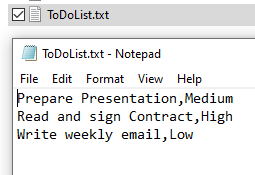 ToDoList.txt
ToDoList.txt - Notepad
File Edit Format View Help
Prepare Presentation,Medium
Read and sign Contract,High
Write weekly email,Low